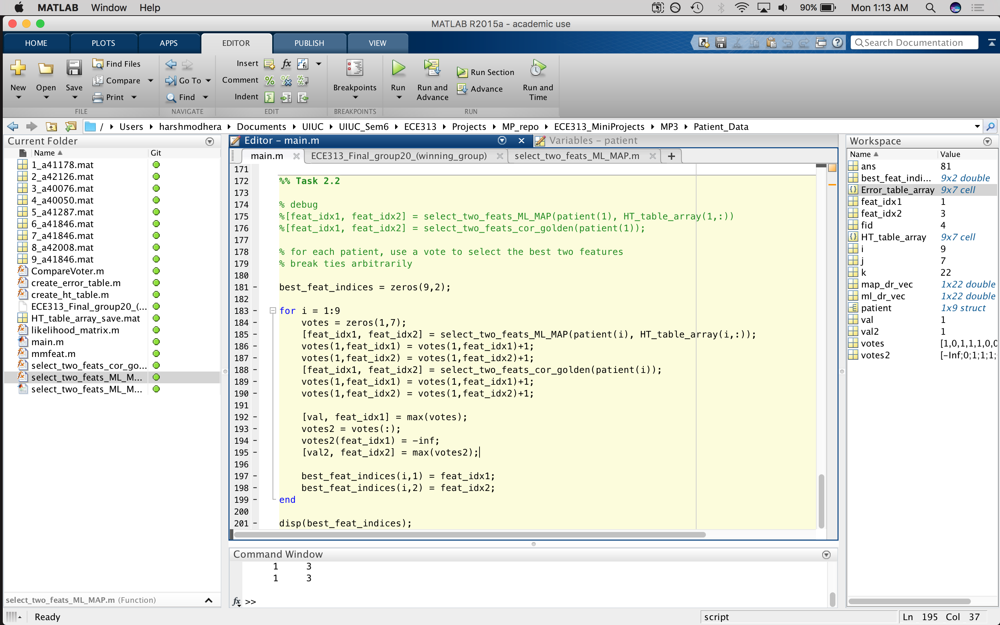 MATLAB Window Help 90% Mon 1:13 AM
MATLAB R2015a - academic use
HOME PLOTS APPS EDITOR PUBLISH VIEW Search Documentation
New Open Save Find Files Compare Print
FILE
Go To Find
NAVIGATE
Insert fx fi
Comment
Indent
EDIT
Breakpoints
BREAKPOINTS
Run Run and Advance Run Section Advance Run and Time
RUN
/ Users harshmodhera Documents UIUC UIUC_Sem6 ECE313 Projects MP_repo ECE313_MiniProjects MP3 Patient_Data
Current Folder
Name Git
1_a41178.mat
2_a42126.mat
3_a40076.mat
4_a40050.mat
5_a41287.mat
6_a41846.mat
7_a41846.mat
8_a42008.mat
9_a41846.mat
CompareVoter.m
create_error_table.m
create_ht_table.m
ECE313_Final_group20_(...
HT_table_array_save.mat
likelihood_matrix.m
main.m
mmfeat.m
select_two_feats_cor_go...
select_two_feats_ML_M...
select_two_feats_ML_M...
select_two_feats_ML_MAP.m (Function)
Editor - main.m Variables - patient
main.m ECE313_Final_group20_(winning_group) select_two_feats_ML_MAP.m +
171
172 %% Task 2.2
173
174 % debug
175 %[feat_idx1, feat_idx2] = select_two_feats_ML_MAP(patient(1), HT_table_array(1,:))
176 %[feat_idx1, feat_idx2] = select_two_feats_cor_golden(patient(1));
177
178 % for each patient, use a vote to select the best two features
179 % break ties arbitrarily
180
181 - best_feat_indices = zeros(9,2);
182
183 - for i = 1:9
184 - votes = zeros(1,7);
185 - [feat_idx1, feat_idx2] = select_two_feats_ML_MAP(patient(i), HT_table_array(i,:));
186 - votes(1,feat_idx1) = votes(1,feat_idx1)+1;
187 - votes(1,feat_idx2) = votes(1,feat_idx2)+1;
188 - [feat_idx1, feat_idx2] = select_two_feats_cor_golden(patient(i));
189 - votes(1,feat_idx1) = votes(1,feat_idx1)+1;
190 - votes(1,feat_idx2) = votes(1,feat_idx2)+1;
191
192 - [val, feat_idx1] = max(votes);
193 - votes2 = votes(:);
194 - votes2(feat_idx1) = -inf;
195 - [val2, feat_idx2] = max(votes2);
196
197 - best_feat_indices(i,1) = feat_idx1;
198 - best_feat_indices(i,2) = feat_idx2;
199 - end
200
201 - disp(best_feat_indices);
Command Window
1 3
1 3
fx >>
Workspace
Name Value
ans 81
best_feat_indi... 9x2 double
Error_table_array 9x7 cell
feat_idx1 1
feat_idx2 3
fid 4
HT_table_array 9x7 cell
i 9
j 7
k 22
map_dr_vec 1x22 double
ml_dr_vec 1x22 double
patient 1x9 struct
val 1
val2 1
votes [1,0,1,1,1,0,0
votes2 [-Inf;0;1;1;1;
Ready script Ln 195 Col 37